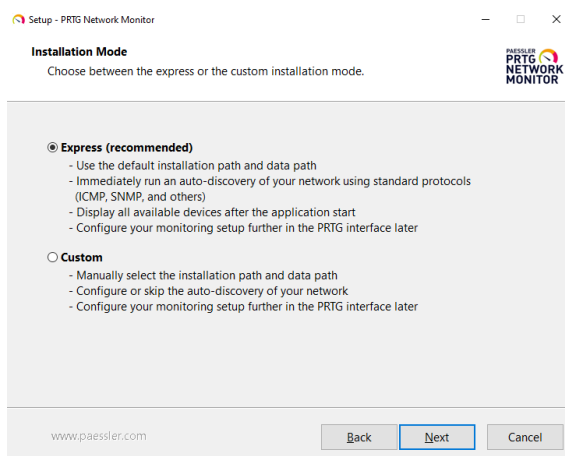 Setup - PRTG Network Monitor
Installation Mode
Choose between the express or the custom installation mode.
PAESSLER
PRTG
NETWORK
MONITOR
Express (recommended)
- Use the default installation path and data path
- Immediately run an auto-discovery of your network using standard protocols
(ICMP, SNMP, and others)
- Display all available devices after the application start
- Configure your monitoring setup further in the PRTG interface later
Custom
- Manually select the installation path and data path
- Configure or skip the auto-discovery of your network
- Configure your monitoring setup further in the PRTG interface later
www.paessler.com
Back
Next
Cancel